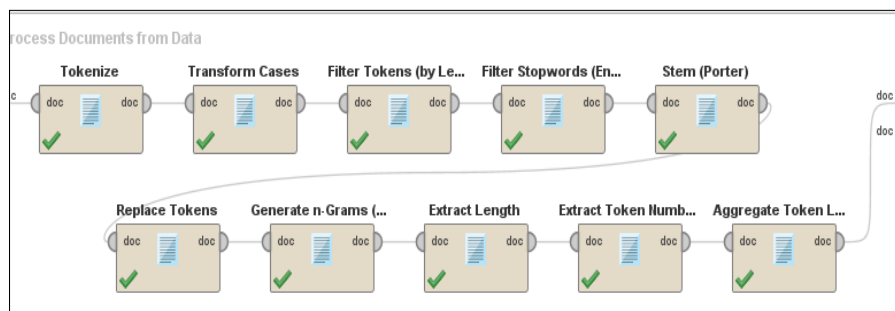 rocess Documents from Data
Tokenize
Transform Cases
Filter Tokens (by Le...
Filter Stopwords (En...
Stem (Porter)
c
doc doc
doc doc
doc doc
doc doc
doc doc
doc
doc
Replace Tokens
Generate n-Grams (...
Extract Length
Extract Token Numb...
Aggregate Token L...
doc doc
doc doc
doc doc
doc doc
doc doc